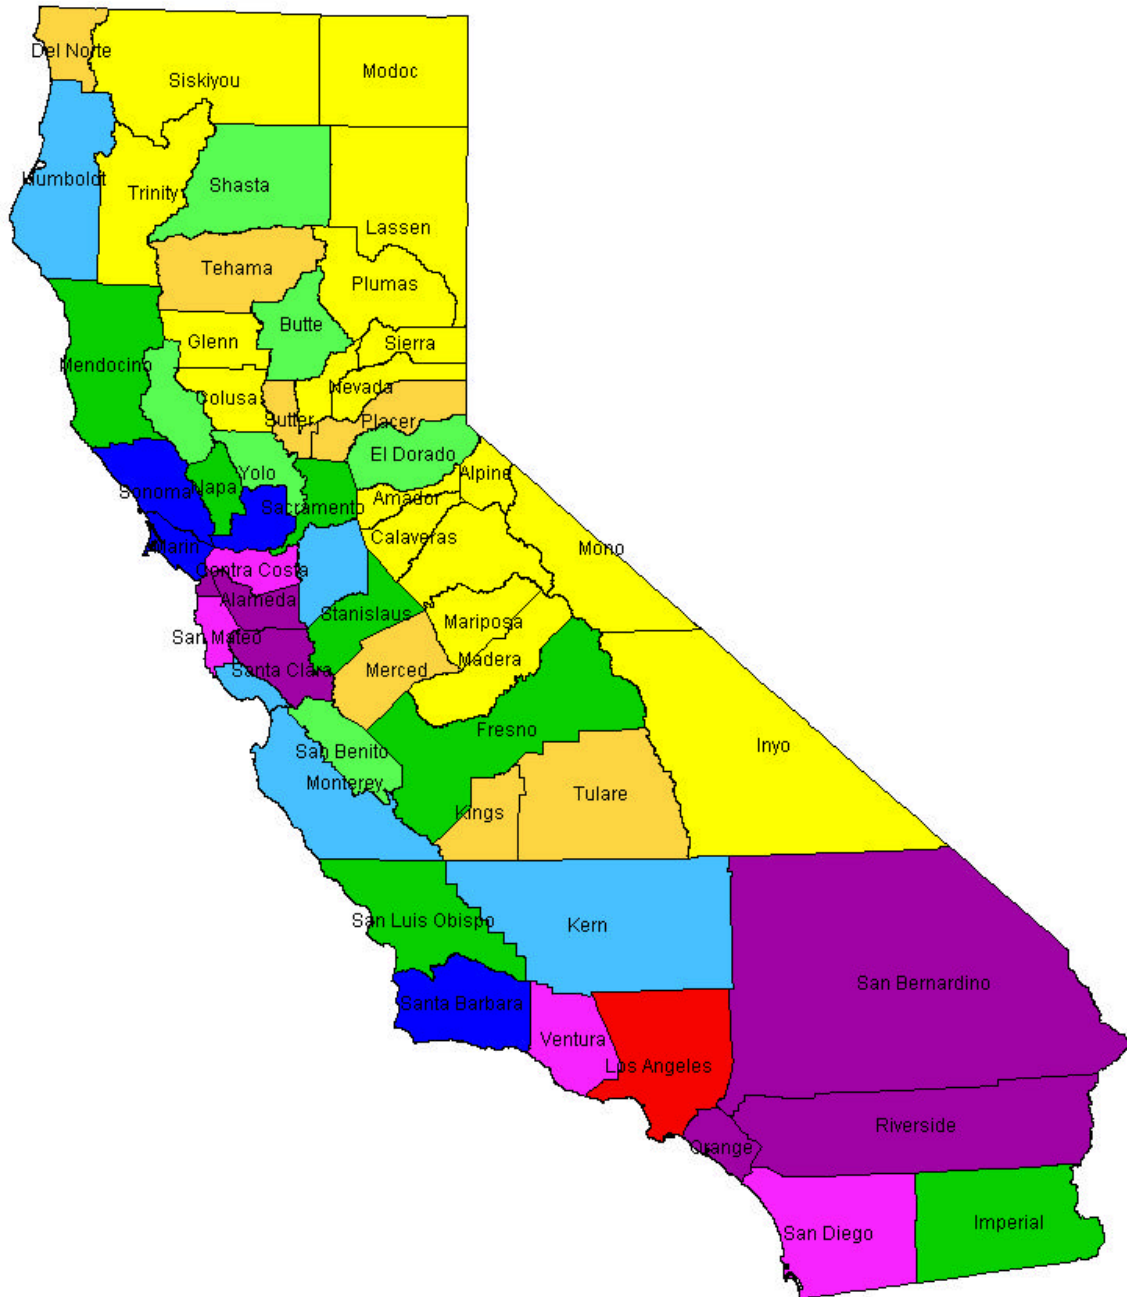 Del Norte
Siskiyou
Modoc
Humboldt
Trinity
Shasta
Lassen
Tehama
Plumas
Butte
Glenn
Sierra
Mendocino
Nevada
Colusa
Sutter
Placer
El Dorado
Yolo
Alpine
Napa
Sonoma
Amador
Sacramento
Calaveras
Marin
Mono
Contra Costa
Alameda
Stanislaus
Mariposa
San Mateo
Madera
Santa Clara
Merced
Fresno
Inyo
San Benito
Monterey
Tulare
Kings
San Luis Obispo
Kern
San Bernardino
Santa Barbara
Ventura
Los Angeles
Riverside
Orange
Imperial
San Diego